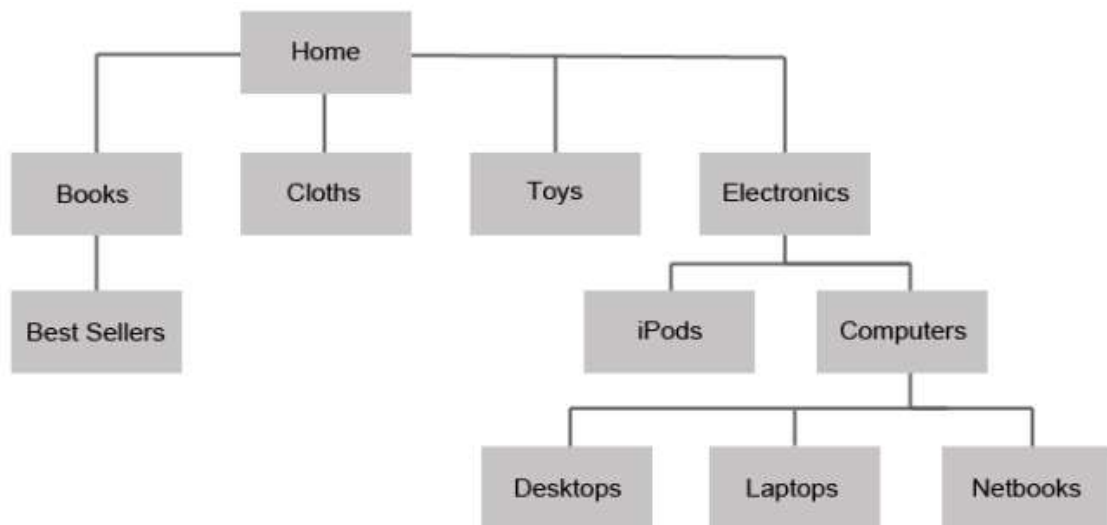 Home
Books
Cloths
Toys
Electronics
Best Sellers
iPods
Computers
Desktops
Laptops
Netbooks